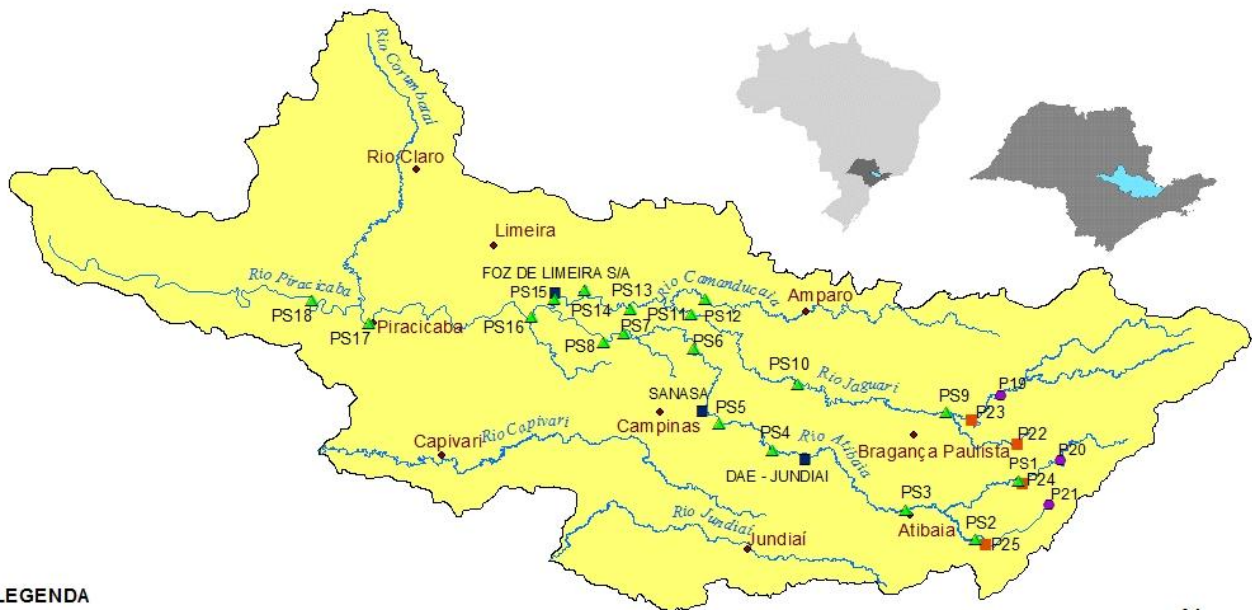 Rio Corumbataí
Rio Claro
Limeira
FOZ DE LIMEIRA S/A
Rio Piracicaba
PS18
PS17
Piracicaba
PS16
PS15
PS14
PS13
Rio Camanducaia
PS11
PS12
Amparo
PS7
PS8
PS6
PS10
Rio Jaguari
P19
PS9
P23
SANASA
PS5
Campinas
Capivari
Rio Capivari
PS4
Rio Atibaia
Bragança Paulista
P22
P20
DAE - JUNDIAI
PS1
P24
P21
PS3
Atibaia
PS2
P25
Rio Jundiaí
Jundiaí
LEGENDA